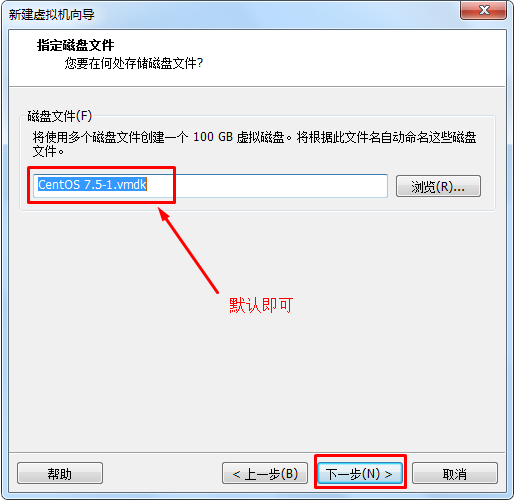 新建虚拟机向导
指定磁盘文件
您要在何处存储磁盘文件?
磁盘文件(F)
将使用多个磁盘文件创建一个 100 GB 虚拟磁盘。将根据此文件名自动命名这些磁盘
文件。
CentOS 7.5-1.vmdk
浏览(R)...
默认即可
帮助
< 上一步(B)
下一步(N) >
取消